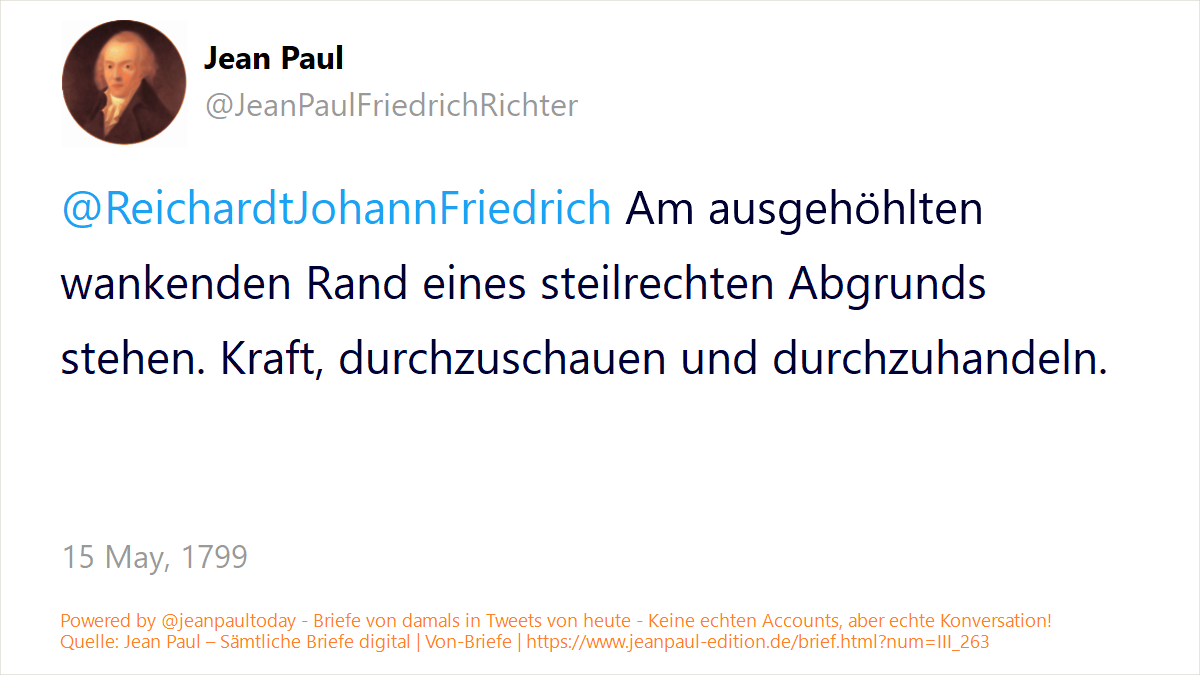 Jean Paul
@JeanPaulFriedrichRichter
@ReichardtJohannFriedrich Am ausgehöhlten
wankenden Rand eines steilrechten Abgrunds
stehen. Kraft, durchzuschauen und durchzuhandeln.
15 May, 1799
Powered by @jeanpaultoday - Briefe von damals in Tweets von heute - Keine echten Accounts, aber echte Konversation!
Quelle: Jean Paul – Sämtliche Briefe digital | Von-Briefe | https://www.jeanpaul-edition.de/brief.html?num=III_263